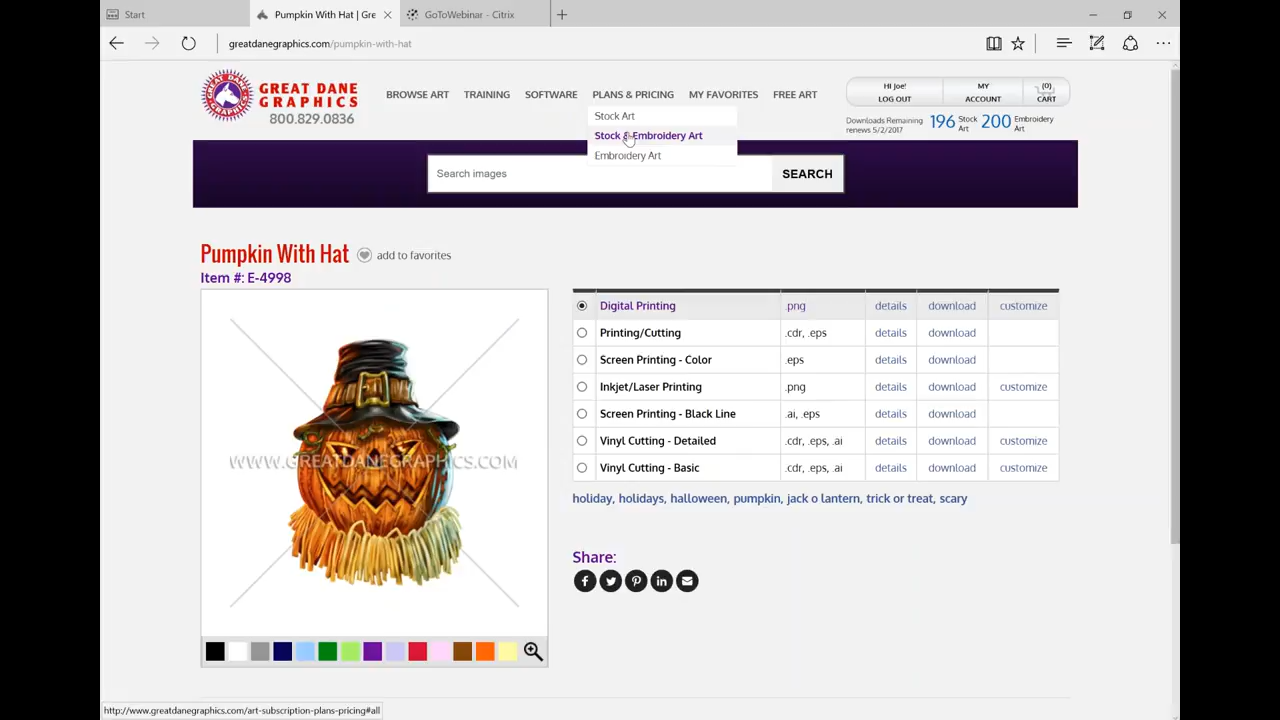 Start
Pumpkin With Hat | Gre
GoToWebinar - Citrix
greatdanegraphics.com/pumpkin-with-hat
GREAT DANE
GRAPHICS
800.829.0836
BROWSE ART
TRAINING
SOFTWARE
PLANS & PRICING
MY FAVORITES
FREE ART
Hi Joe!
LOG OUT
MY
ACCOUNT
(0)
CART
Downloads Remaining
renews 5/2/2017
196 Stock Art
200 Embroidery Art
Stock Art
Stock & Embroidery Art
Embroidery Art
Search images
SEARCH
Pumpkin With Hat
add to favorites
Item #: E-4998
WWW.GREATDANEGRAPHICS.COM
Digital Printing png details download customize
Printing/Cutting .cdr, .eps details download
Screen Printing - Color .eps details download
Inkjet/Laser Printing .png details download customize
Screen Printing - Black Line .ai, .eps details download
Vinyl Cutting - Detailed .cdr, .eps, .ai details download customize
Vinyl Cutting - Basic .cdr, .eps, .ai details download customize
holiday, holidays, halloween, pumpkin, jack o lantern, trick or treat, scary
Share:
http://www.greatdanegraphics.com/art-subscription-plans-pricing#all